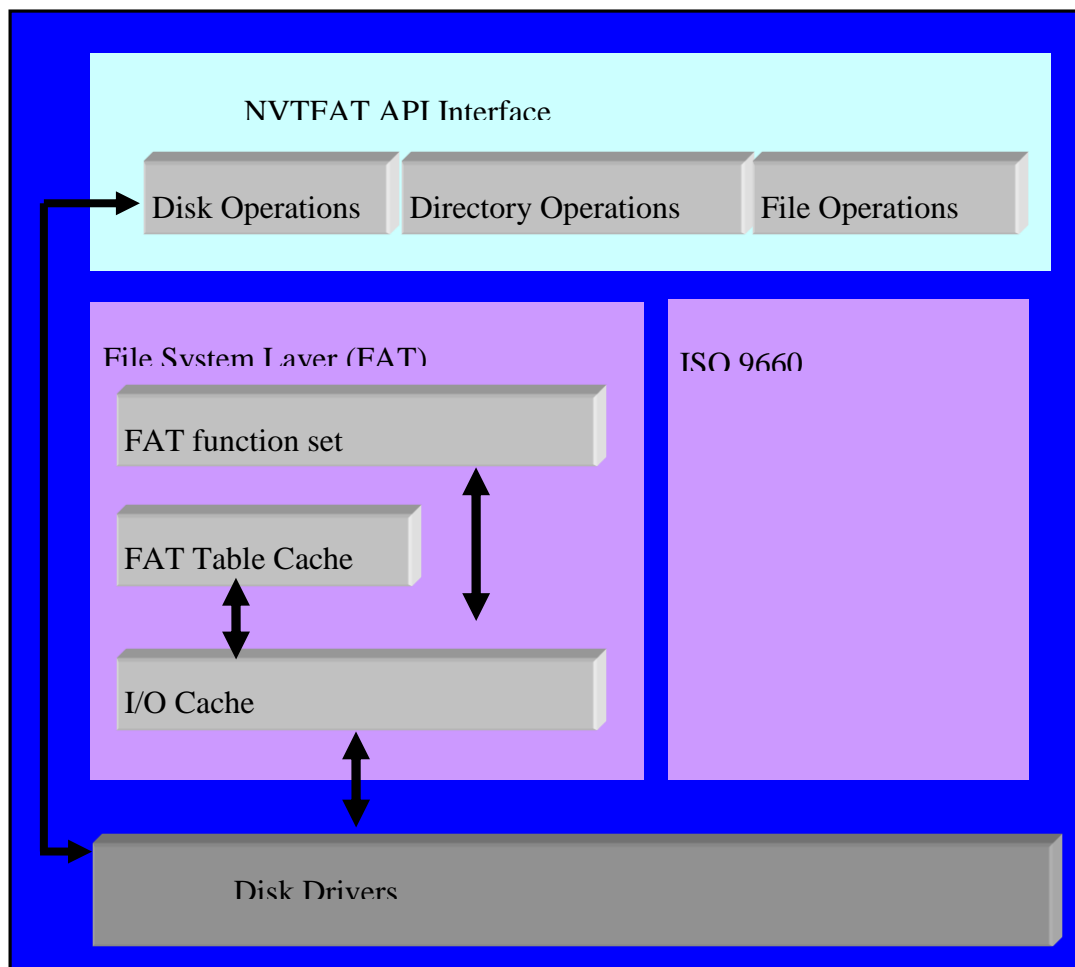 NVTFAT API Interface
Disk Operations
Directory Operations
File Operations
File System Layer (FAT)
ISO 9660
FAT function set
FAT Table Cache
I/O Cache
Disk Drivers